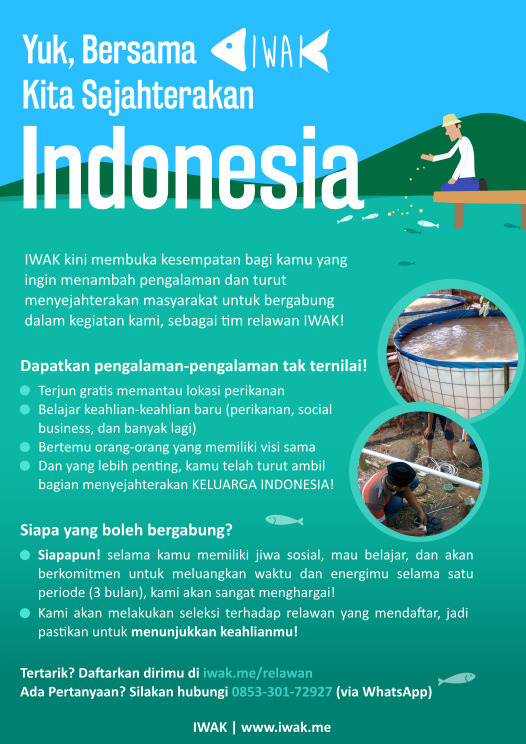 Yuk, Bersama IWAK
Kita Sejahterakan
Indonesia
IWAK kini membuka kesempatan bagi kamu yang
ingin menambah pengalaman dan turut
menyejahterakan masyarakat untuk bergabung
dalam kegiatan kami, sebagai tim relawan IWAK!
Dapatkan pengalaman-pengalaman tak ternilai!
Terjun gratis memantau lokasi perikanan
Belajar keahlian-keahlian baru (perikanan, social
business, dan banyak lagi)
Bertemu orang-orang yang memiliki visi sama
Dan yang lebih penting, kamu telah turut ambil
bagian menyejahterakan KELUARGA INDONESIA!
Siapa yang boleh bergabung?
Siapapun! selama kamu memiliki jiwa sosial, mau belajar, dan akan
berkomitmen untuk meluangkan waktu dan energimu selama satu
periode (3 bulan), kami akan sangat menghargai!
Kami akan melakukan seleksi terhadap relawan yang mendaftar, jadi
pastikan untuk menunjukkan keahlianmu!
Tertarik? Daftarkan dirimu di iwak.me/relawan
Ada Pertanyaan? Silakan hubungi 0853-301-72927 (via WhatsApp)
IWAK | www.iwak.me